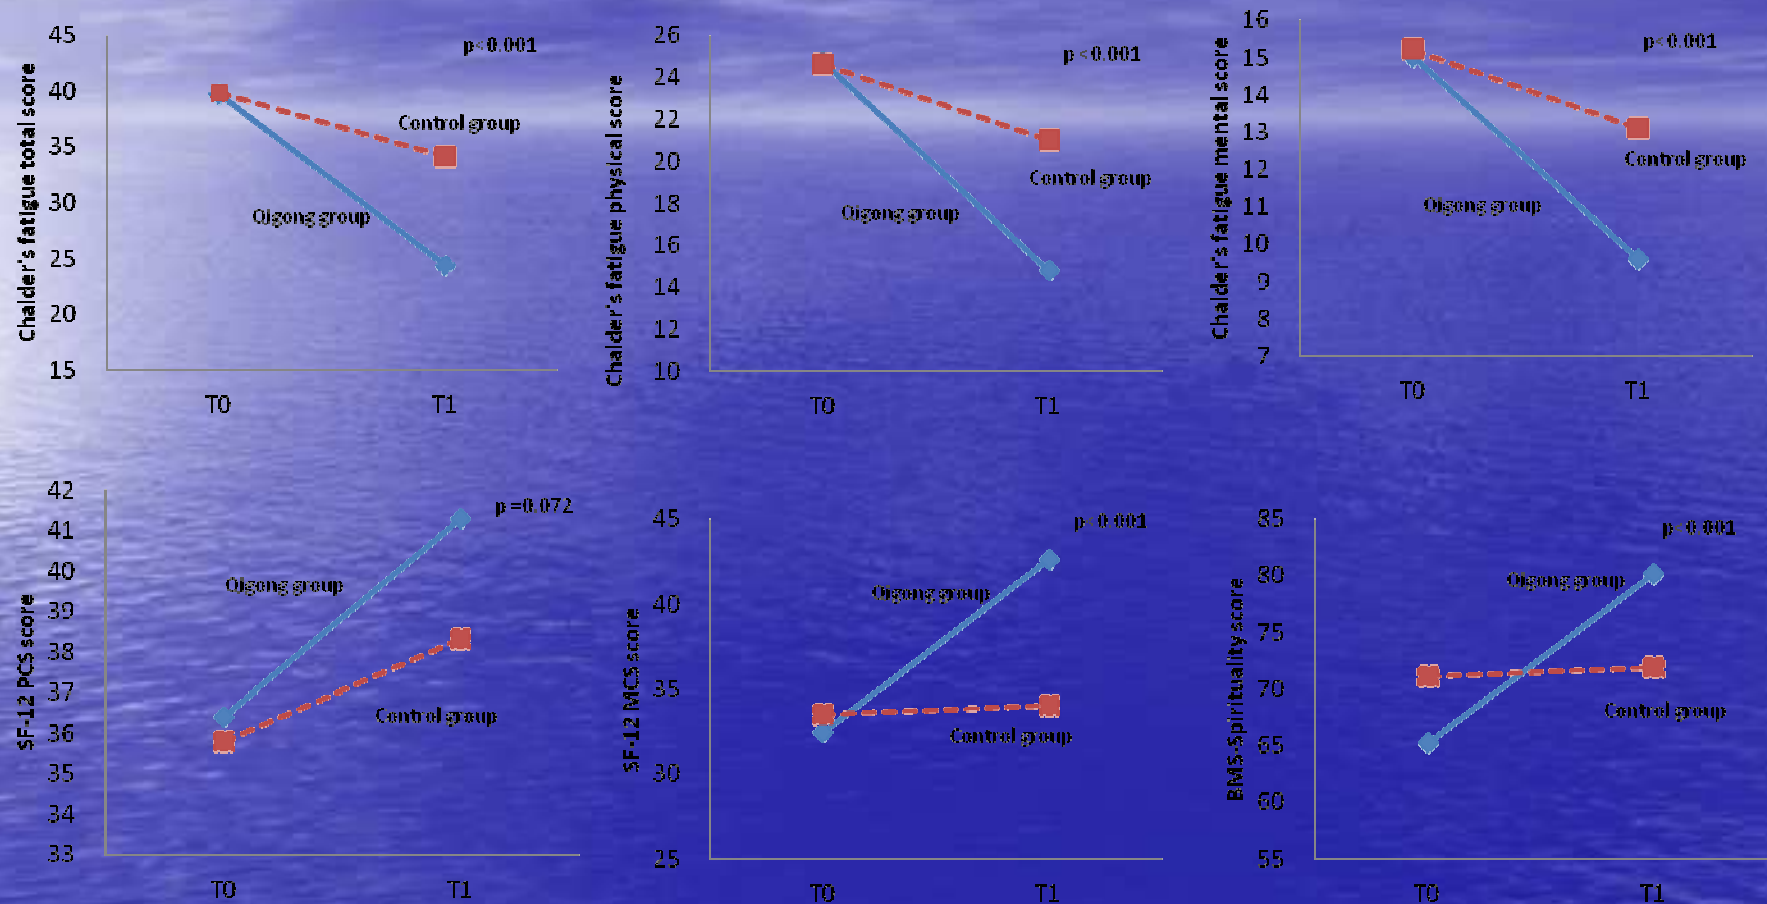 Chalder's fatigue total score
45
40
35
30
25
20
15
p<0.001
Control group
Qigong group
T0
T1
Chalder's fatigue physical score
26
24
22
20
18
16
14
12
10
p<0.001
Control group
Qigong group
T0
T1
Chalder's fatigue mental score
16
15
14
13
12
11
10
9
8
7
p<0.001
Control group
Qigong group
T0
T1
SF-12 PCS score
42
41
40
39
38
37
36
35
34
33
p=0.072
Qigong group
Control group
T0
T1
SF-12 MCS score
45
40
35
30
25
p<0.001
Qigong group
Control group
T0
T1
BMS-Spirituality score
85
80
75
70
65
60
55
p<0.001
Qigong group
Control group
T0
T1